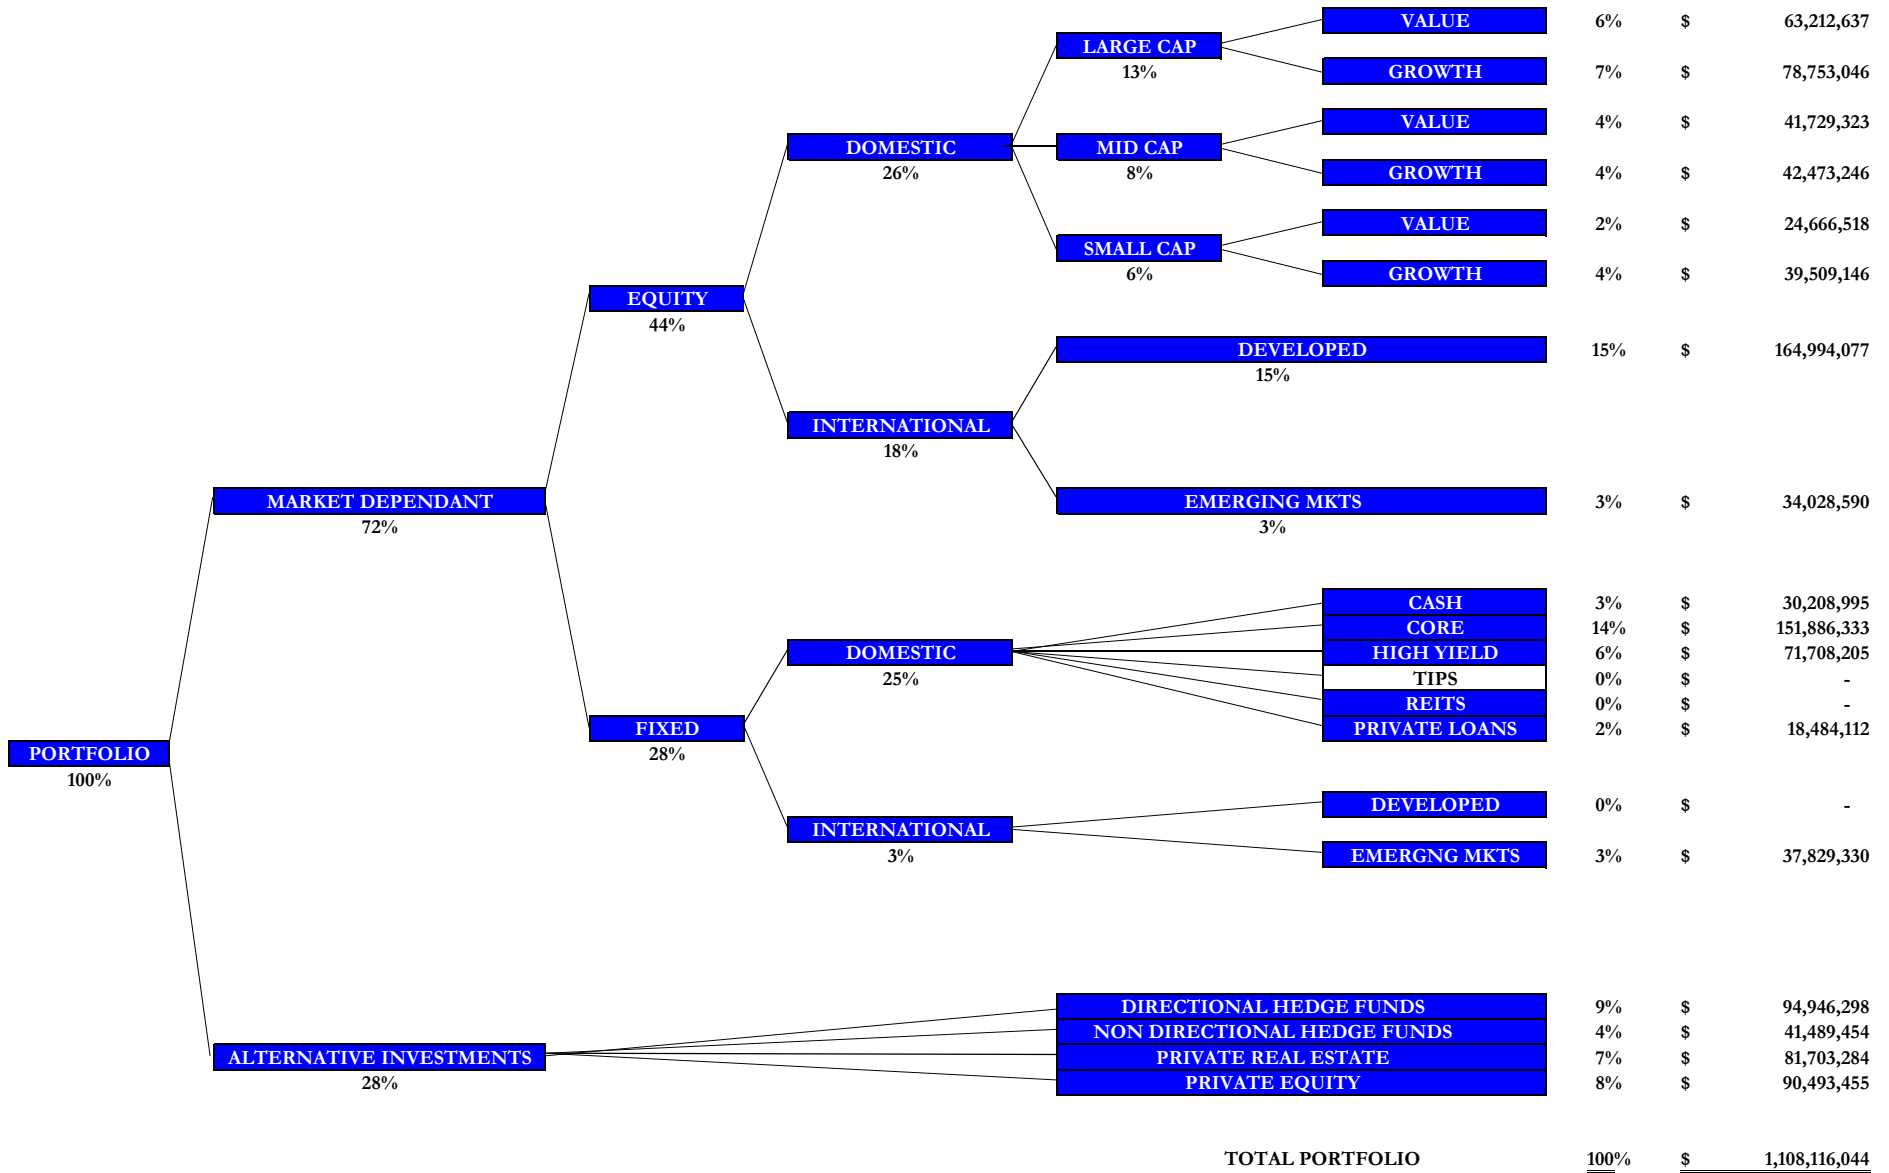 VALUE 6% $ 63,212,637
LARGE CAP
13%
GROWTH 7% $ 78,753,046
VALUE 4% $ 41,729,323
DOMESTIC MID CAP
26% 8%
GROWTH 4% $ 42,473,246
VALUE 2% $ 24,666,518
SMALL CAP
6%
GROWTH 4% $ 39,509,146
EQUITY
44%
DEVELOPED 15% $ 164,994,077
15%
INTERNATIONAL
18%
MARKET DEPENDANT EMERGING MKTS 3% $ 34,028,590
72% 3%
CASH 3% $ 30,208,995
CORE 14% $ 151,886,333
DOMESTIC HIGH YIELD 6% $ 71,708,205
25% TIPS 0% $ -
REITS 0% $ -
FIXED PRIVATE LOANS 2% $ 18,484,112
PORTFOLIO 28%
100%
DEVELOPED 0% $ -
INTERNATIONAL
3% EMERGNG MKTS 3% $ 37,829,330
DIRECTIONAL HEDGE FUNDS 9% $ 94,946,298
NON DIRECTIONAL HEDGE FUNDS 4% $ 41,489,454
ALTERNATIVE INVESTMENTS PRIVATE REAL ESTATE 7% $ 81,703,284
28% PRIVATE EQUITY 8% $ 90,493,455
TOTAL PORTFOLIO 100% $ 1,108,116,044